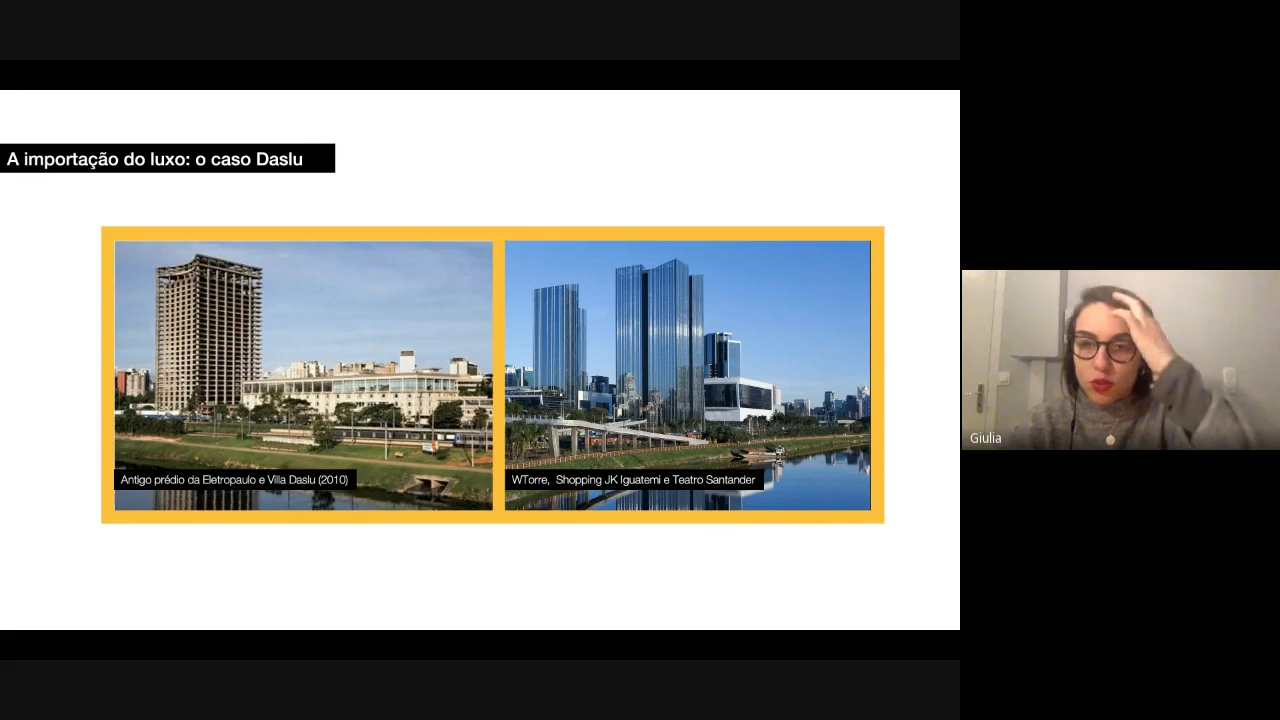 A importação do luxo: o caso Daslu
Antigo prédio da Eletropaulo e Villa Daslu (2010)
WTorre, Shopping JK Iguatemi e Teatro Santander
Giulia